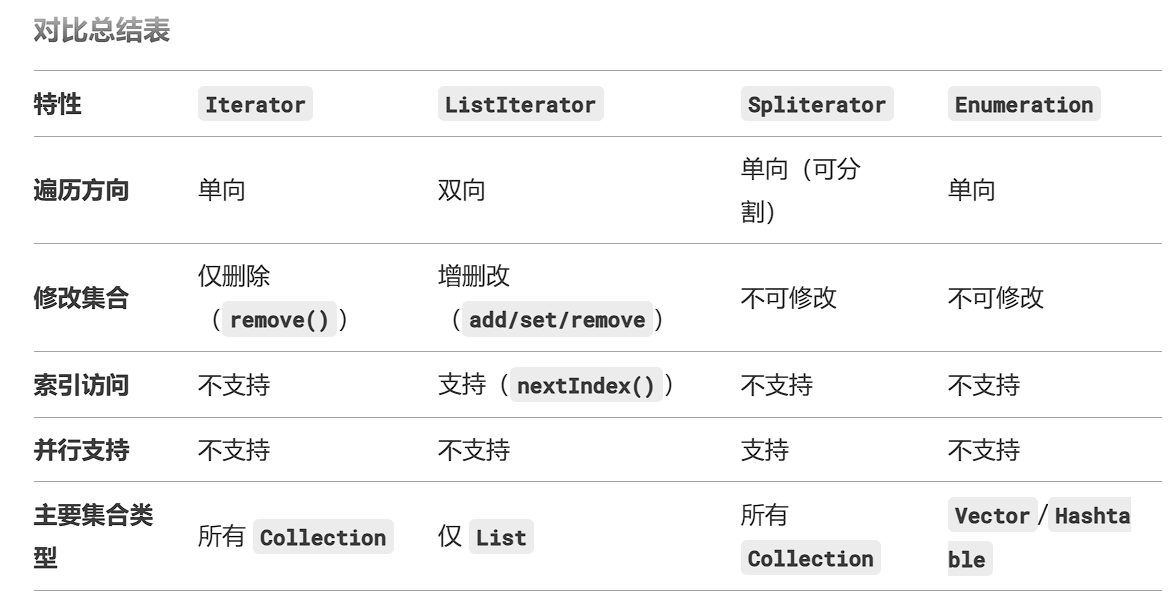 对比总结表
特性 Iterator ListIterator Spliterator Enumeration
遍历方向 单向 双向 单向（可分割） 单向
修改集合 仅删除（remove()） 增删改（add/set/remove） 不可修改 不可修改
索引访问 不支持 支持（nextIndex()） 不支持 不支持
并行支持 不支持 不支持 支持 不支持
主要集合类型 所有 Collection 仅 List 所有 Collection Vector/Hashtable